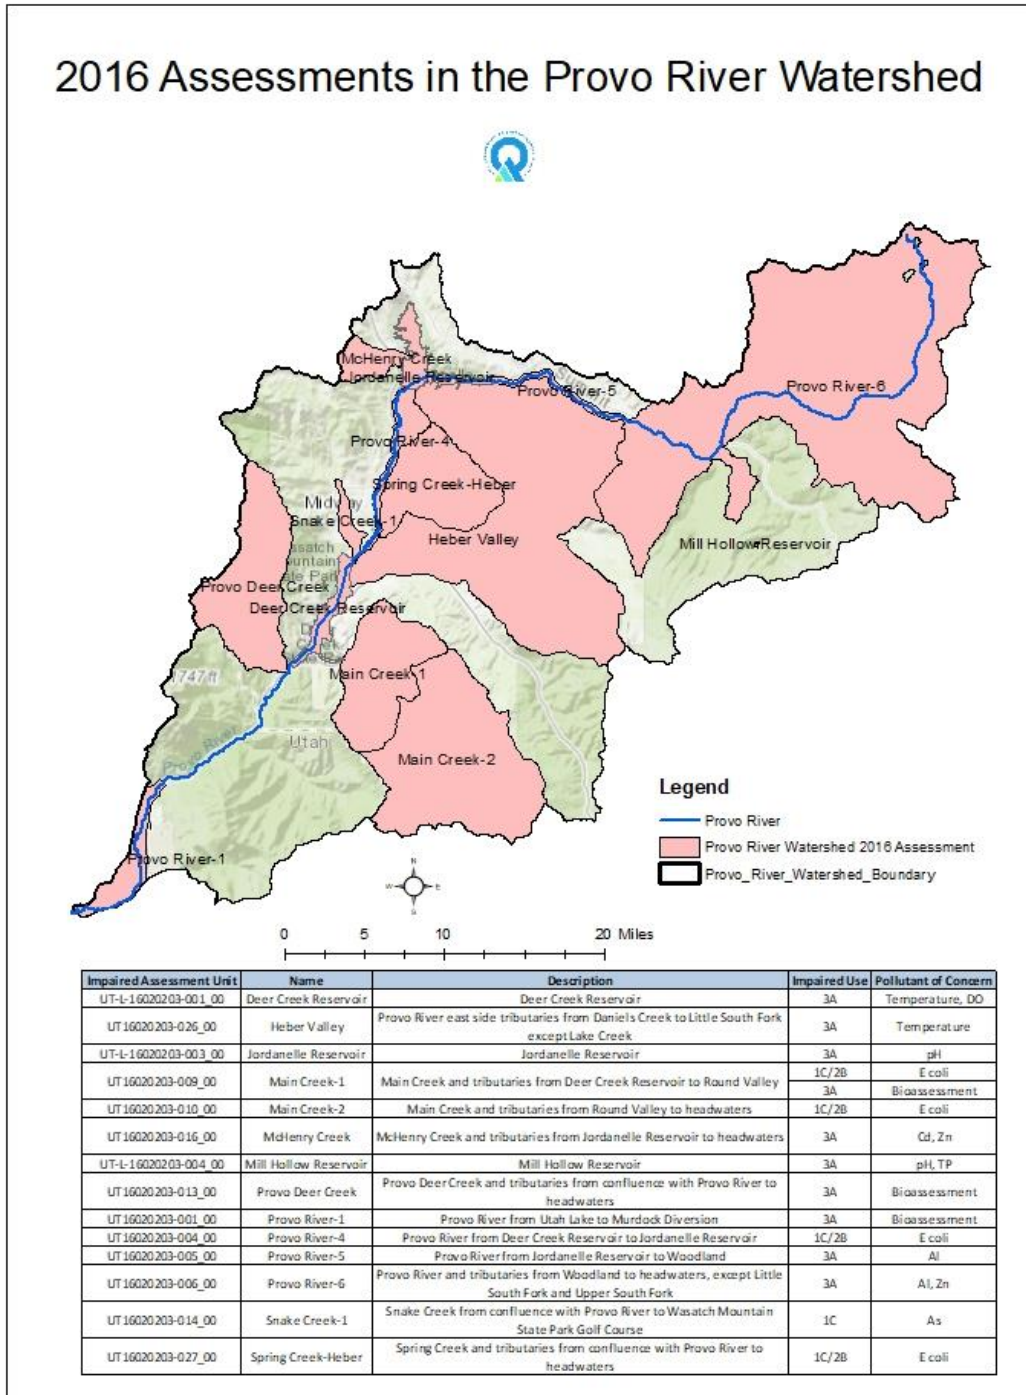 2016 Assessments in the Provo River Watershed
McHenry Creek
Jordanelle Reservoir
Provo River-5
Provo River-6
Provo River-4
Spring Creek-Heber
Midway
Snake Creek-1
Heber Valley
Mill Hollow Reservoir
Provo Deer Creek
Deer Creek Reservoir
Main Creek-1
1747 ft
Utah
Provo River
Main Creek-2
Provo River-1
Legend
Provo River
Provo River Watershed 2016 Assessment
Provo_River_Watershed_Boundary
N
W E
S
0 5 10 20 Miles
Impaired Assessment Unit Name Description Impaired Use Pollutant of Concern
UT-L-16020203-001_00 Deer Creek Reservoir Deer Creek Reservoir 3A Temperature, DO
UT16020203-026_00 Heber Valley Provo River east side tributaries from Daniels Creek to Little South Fork 3A Temperature
except Lake Creek
UT-L-16020203-003_00 Jordanelle Reservoir Jordanelle Reservoir 3A pH
UT16020203-009_00 Main Creek-1 Main Creek and tributaries from Deer Creek Reservoir to Round Valley 1C/2B E coli
3A Bioassessment
UT16020203-010_00 Main Creek-2 Main Creek and tributaries from Round Valley to headwaters 1C/2B E coli
UT16020203-016_00 McHenry Creek McHenry Creek and tributaries from Jordanelle Reservoir to headwaters 3A Cd, Zn
UT-L-16020203-004_00 Mill Hollow Reservoir Mill Hollow Reservoir 3A pH, TP
UT16020203-013_00 Provo Deer Creek Provo Deer Creek and tributaries from confluence with Provo River to 3A Bioassessment
headwaters
UT16020203-001_00 Provo River-1 Provo River from Utah Lake to Murdock Diversion 3A Bioassessment
UT16020203-004_00 Provo River-4 Provo River from Deer Creek Reservoir to Jordanelle Reservoir 1C/2B E coli
UT16020203-005_00 Provo River-5 Provo River from Jordanelle Reservoir to Woodland 3A Al
UT16020203-006_00 Provo River-6 Provo River and tributaries from Woodland to headwaters, except Little 3A Al, Zn
South Fork and Upper South Fork
UT16020203-014_00 Snake Creek-1 Snake Creek from confluence with Provo River to Wasatch Mountain 1C As
State Park Golf Course
UT16020203-027_00 Spring Creek-Heber Spring Creek and tributaries from confluence with Provo River to 1C/2B E coli
headwaters